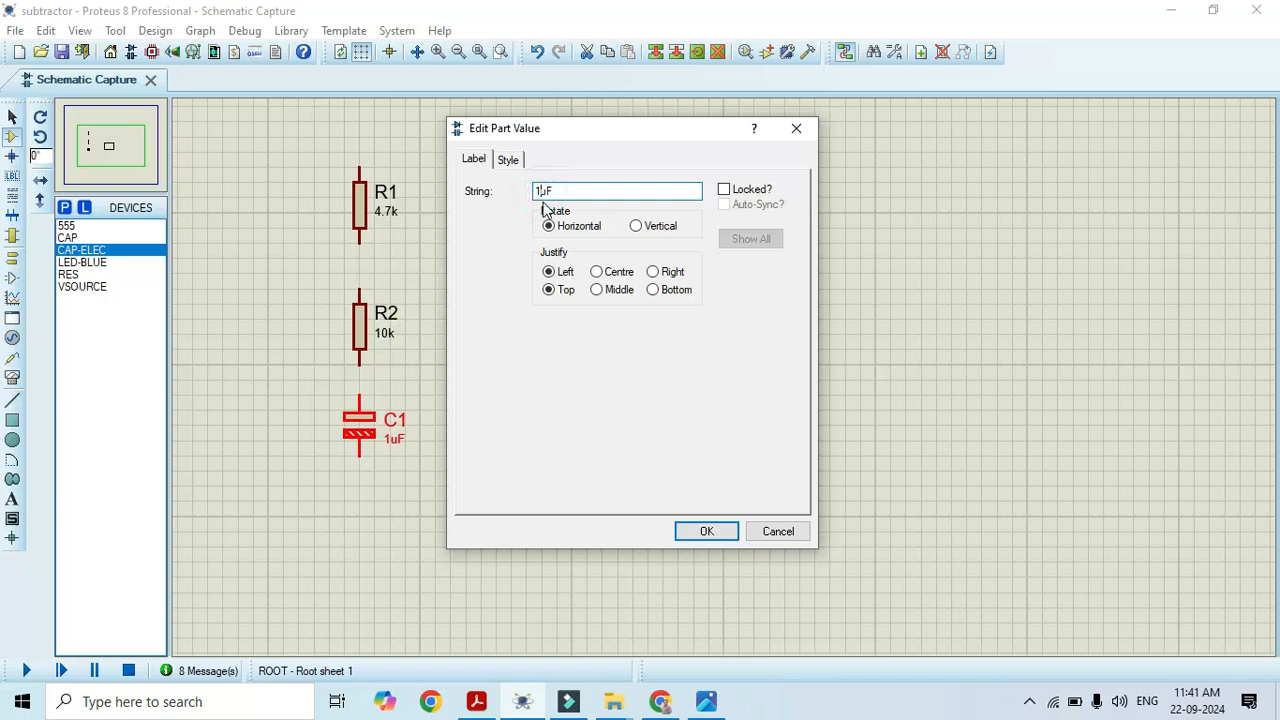 subtractor - Proteus 8 Professional - Schematic Capture
File Edit View Tool Design Graph Debug Library Template System Help
Schematic Capture
0°
P L DEVICES
555
CAP
CAP-ELEC
LED-BLUE
RES
VSOURCE
R1
4.7k
R2
10k
C1
1uF
Edit Part Value
?
Label Style
String: 1uF
Locked?
Auto-Sync?
Show All
Horizontal Vertical
Justify
Left Centre Right
Top Middle Bottom
OK Cancel
8 Message(s) ROOT - Root sheet 1
Type here to search
ENG
11:41 AM
22-09-2024